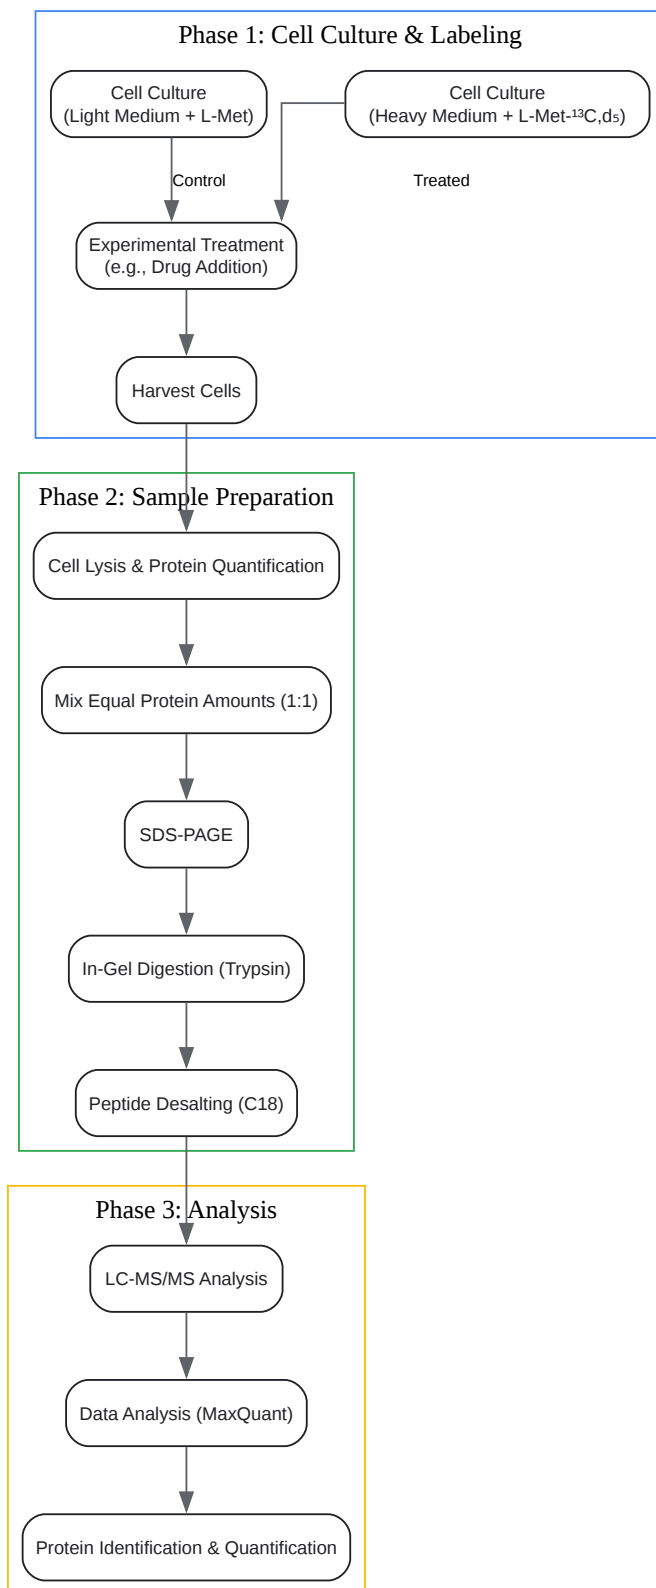 Phase 1: Cell Culture & Labeling
Cell Culture
(Light Medium + L-Met)
Cell Culture
(Heavy Medium + L-Met-¹³C,d₅)
Control
Treated
Experimental Treatment
(e.g., Drug Addition)
Harvest Cells
Phase 2: Sample Preparation
Cell Lysis & Protein Quantification
Mix Equal Protein Amounts (1:1)
SDS-PAGE
In-Gel Digestion (Trypsin)
Peptide Desalting (C18)
Phase 3: Analysis
LC-MS/MS Analysis
Data Analysis (MaxQuant)
Protein Identification & Quantification